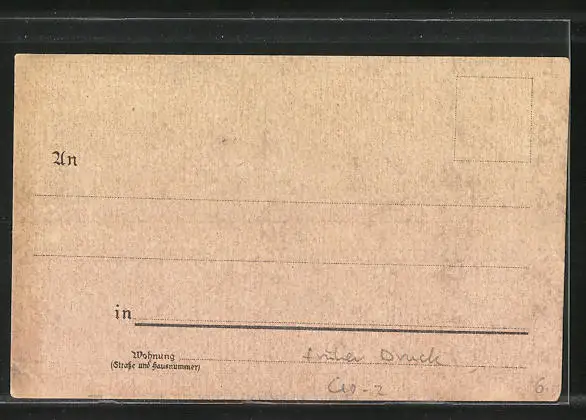 An
in
Wohnung
(Straße und Hausnummer)
früher Druck
6.